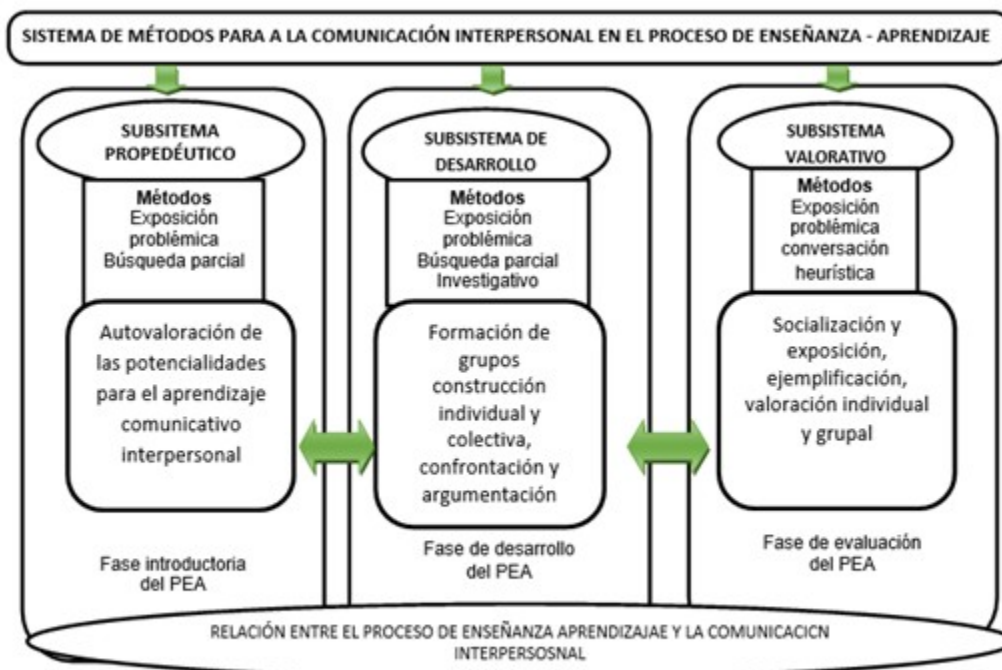 SISTEMA DE MÉTODOS PARA A LA COMUNICACIÓN INTERPERSONAL EN EL PROCESO DE ENSEÑANZA - APRENDIZAJE
SUBSITEMA
PROPEDÉUTICO
Métodos
Exposición
problémica
Búsqueda parcial
Autovaloración de
las potencialidades
para el aprendizaje
comunicativo
interpersonal
Fase introductoria
del PEA
SUBSISTEMA DE
DESARROLLO
Métodos
Exposición
problémica
Búsqueda parcial
Investigativo
Formación de
grupos
construcción
individual y
colectiva,
confrontación y
argumentación
Fase de desarrollo
del PEA
SUBSISTEMA
VALORATIVO
Métodos
Exposición
problémica
conversación
heurística
Socialización y
exposición,
ejemplificación,
valoración individual
y grupal
Fase de evaluación
del PEA
RELACIÓN ENTRE EL PROCESO DE ENSEÑANZA APRENDIZAJAE Y LA COMUNICACICN
INTERPERSOSNAL